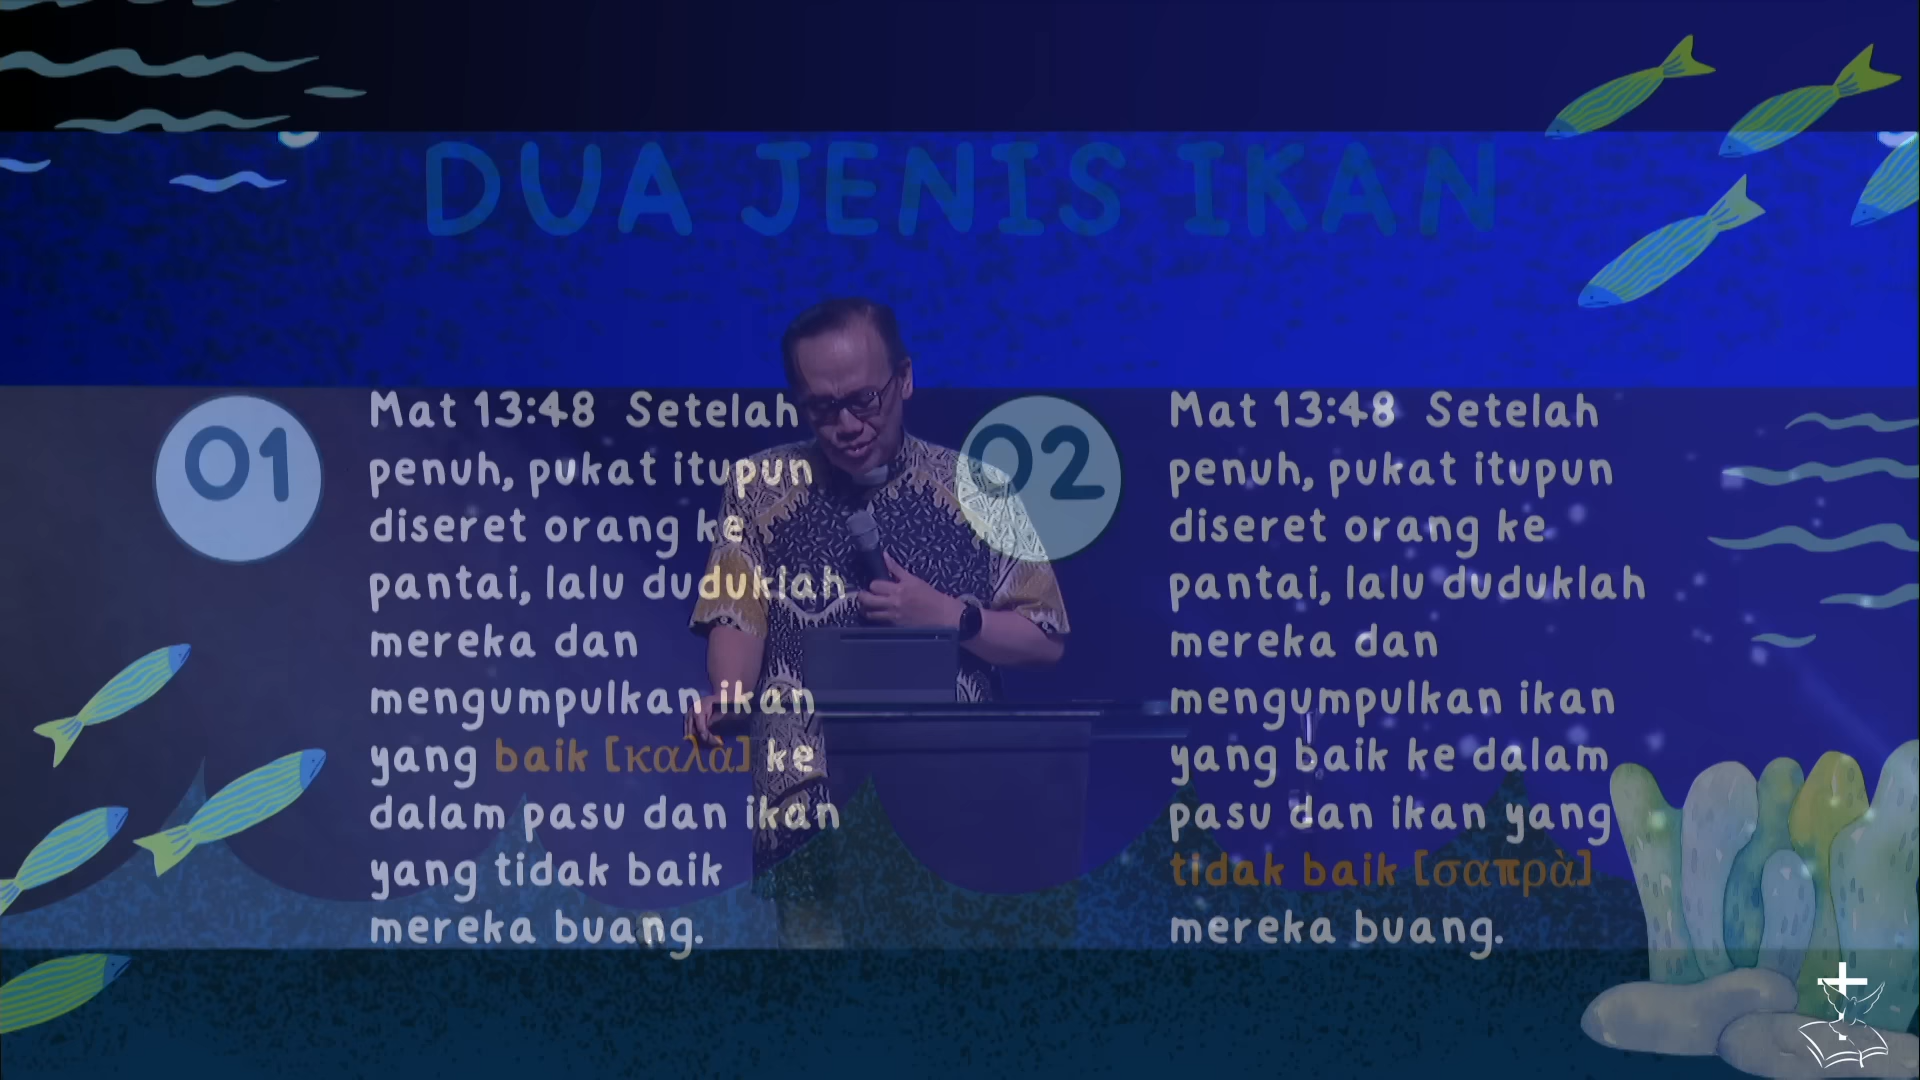 DUA JENIS IKAN
01
Mat 13:48 Setelah
penuh, pukat itupun
diseret orang ke
pantai, lalu duduklah
mereka dan
mengumpulkan ikan
yang baik [καλὰ] ke
dalam pasu dan ikan
yang tidak baik
mereka buang.
02
Mat 13:48 Setelah
penuh, pukat itupun
diseret orang ke
pantai, lalu duduklah
mereka dan
mengumpulkan ikan
yang baik ke dalam
pasu dan ikan yang
tidak baik [σαπρὰ]
mereka buang.